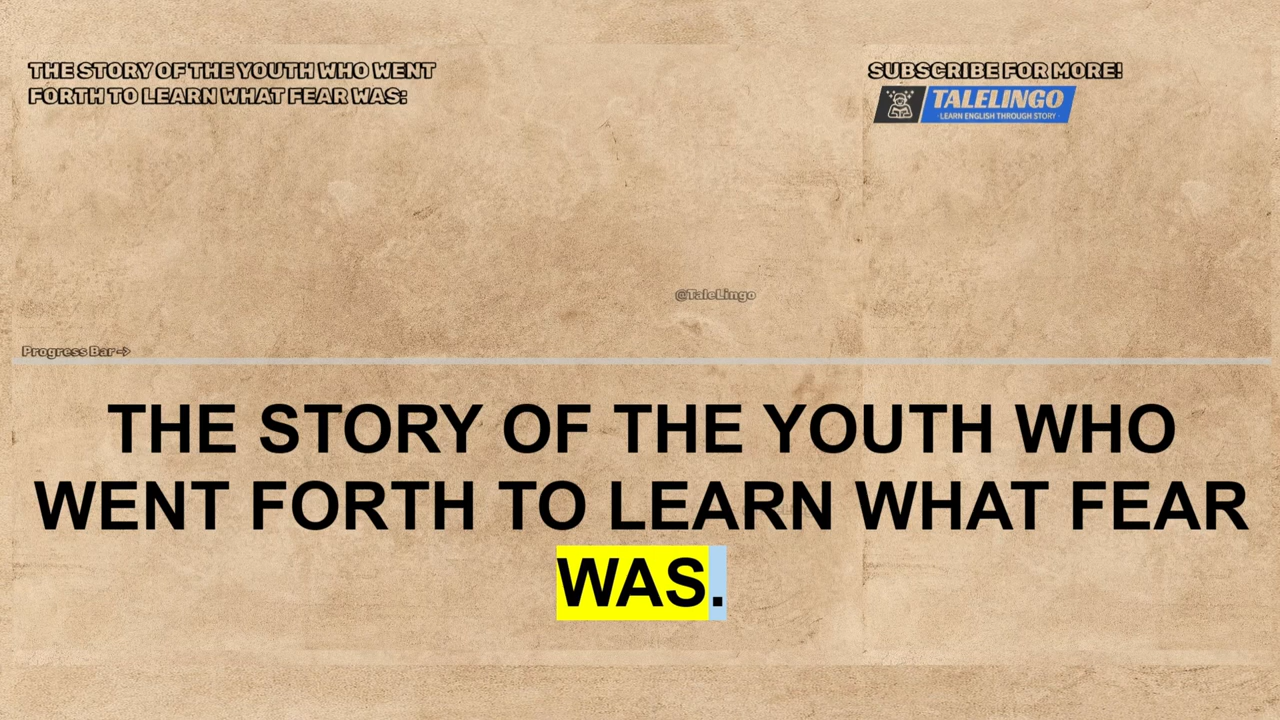 THE STORY OF THE YOUTH WHO WENT
FORTH TO LEARN WHAT FEAR WAS:
SUBSCRIBE FOR MORE!
TALELINGO
·LEARN ENGLISH THROUGH STORY·
@TaleLingo
Progress Bar->
THE STORY OF THE YOUTH WHO
WENT FORTH TO LEARN WHAT FEAR
WAS.